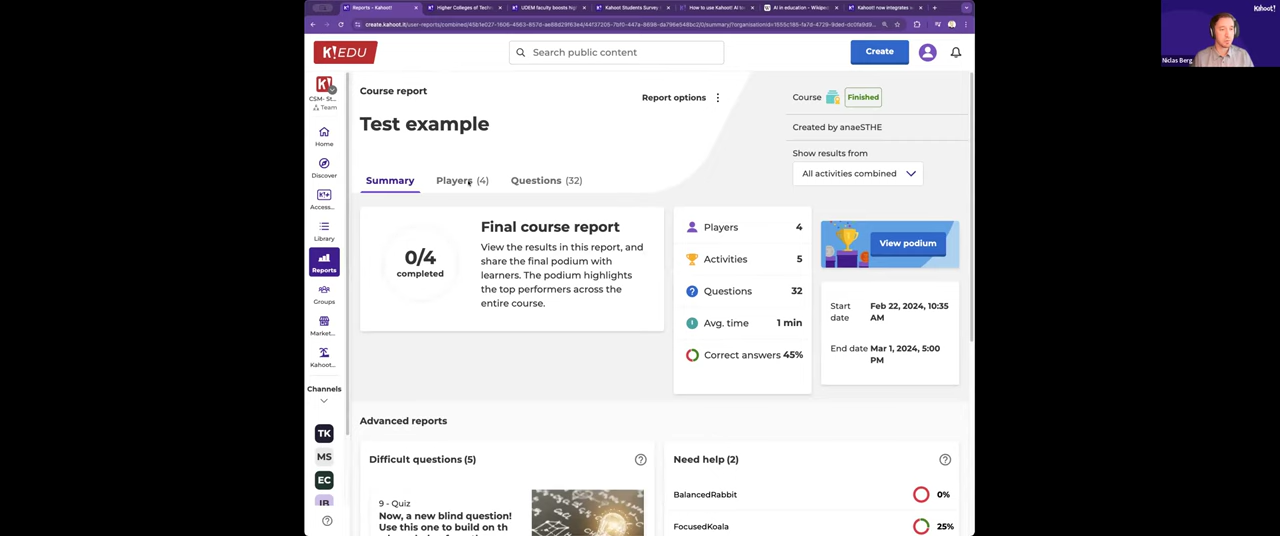 Reports - Kahoot!
Higher Colleges of Techn
UDEM faculty boosts high
Kahoot Students Survey
How to use Kahoot! AI to
AI in education - Wikiped
Kahoot! now integrates w
Kahoot!
Niclas Berg
K!EDU
Search public content
Create
CSM- St...
Team
Home
Discover
K!+
Access...
Library
Reports
Groups
Market...
Kahoot...
Channels
TK
MS
EC
IB
Course report
Report options
Test example
Course
Finished
Created by anaeSTHE
Show results from
All activities combined
Summary
Players (4)
Questions (32)
0/4
completed
Final course report
View the results in this report, and
share the final podium with
learners. The podium highlights
the top performers across the
entire course.
Players 4
Activities 5
Questions 32
Avg. time 1 min
Correct answers 45%
View podium
Start date Feb 22, 2024, 10:35 AM
End date Mar 1, 2024, 5:00 PM
Advanced reports
Difficult questions (5)
9 - Quiz
Now, a new blind question!
Use this one to build on th
Need help (2)
BalancedRabbit 0%
FocusedKoala 25%